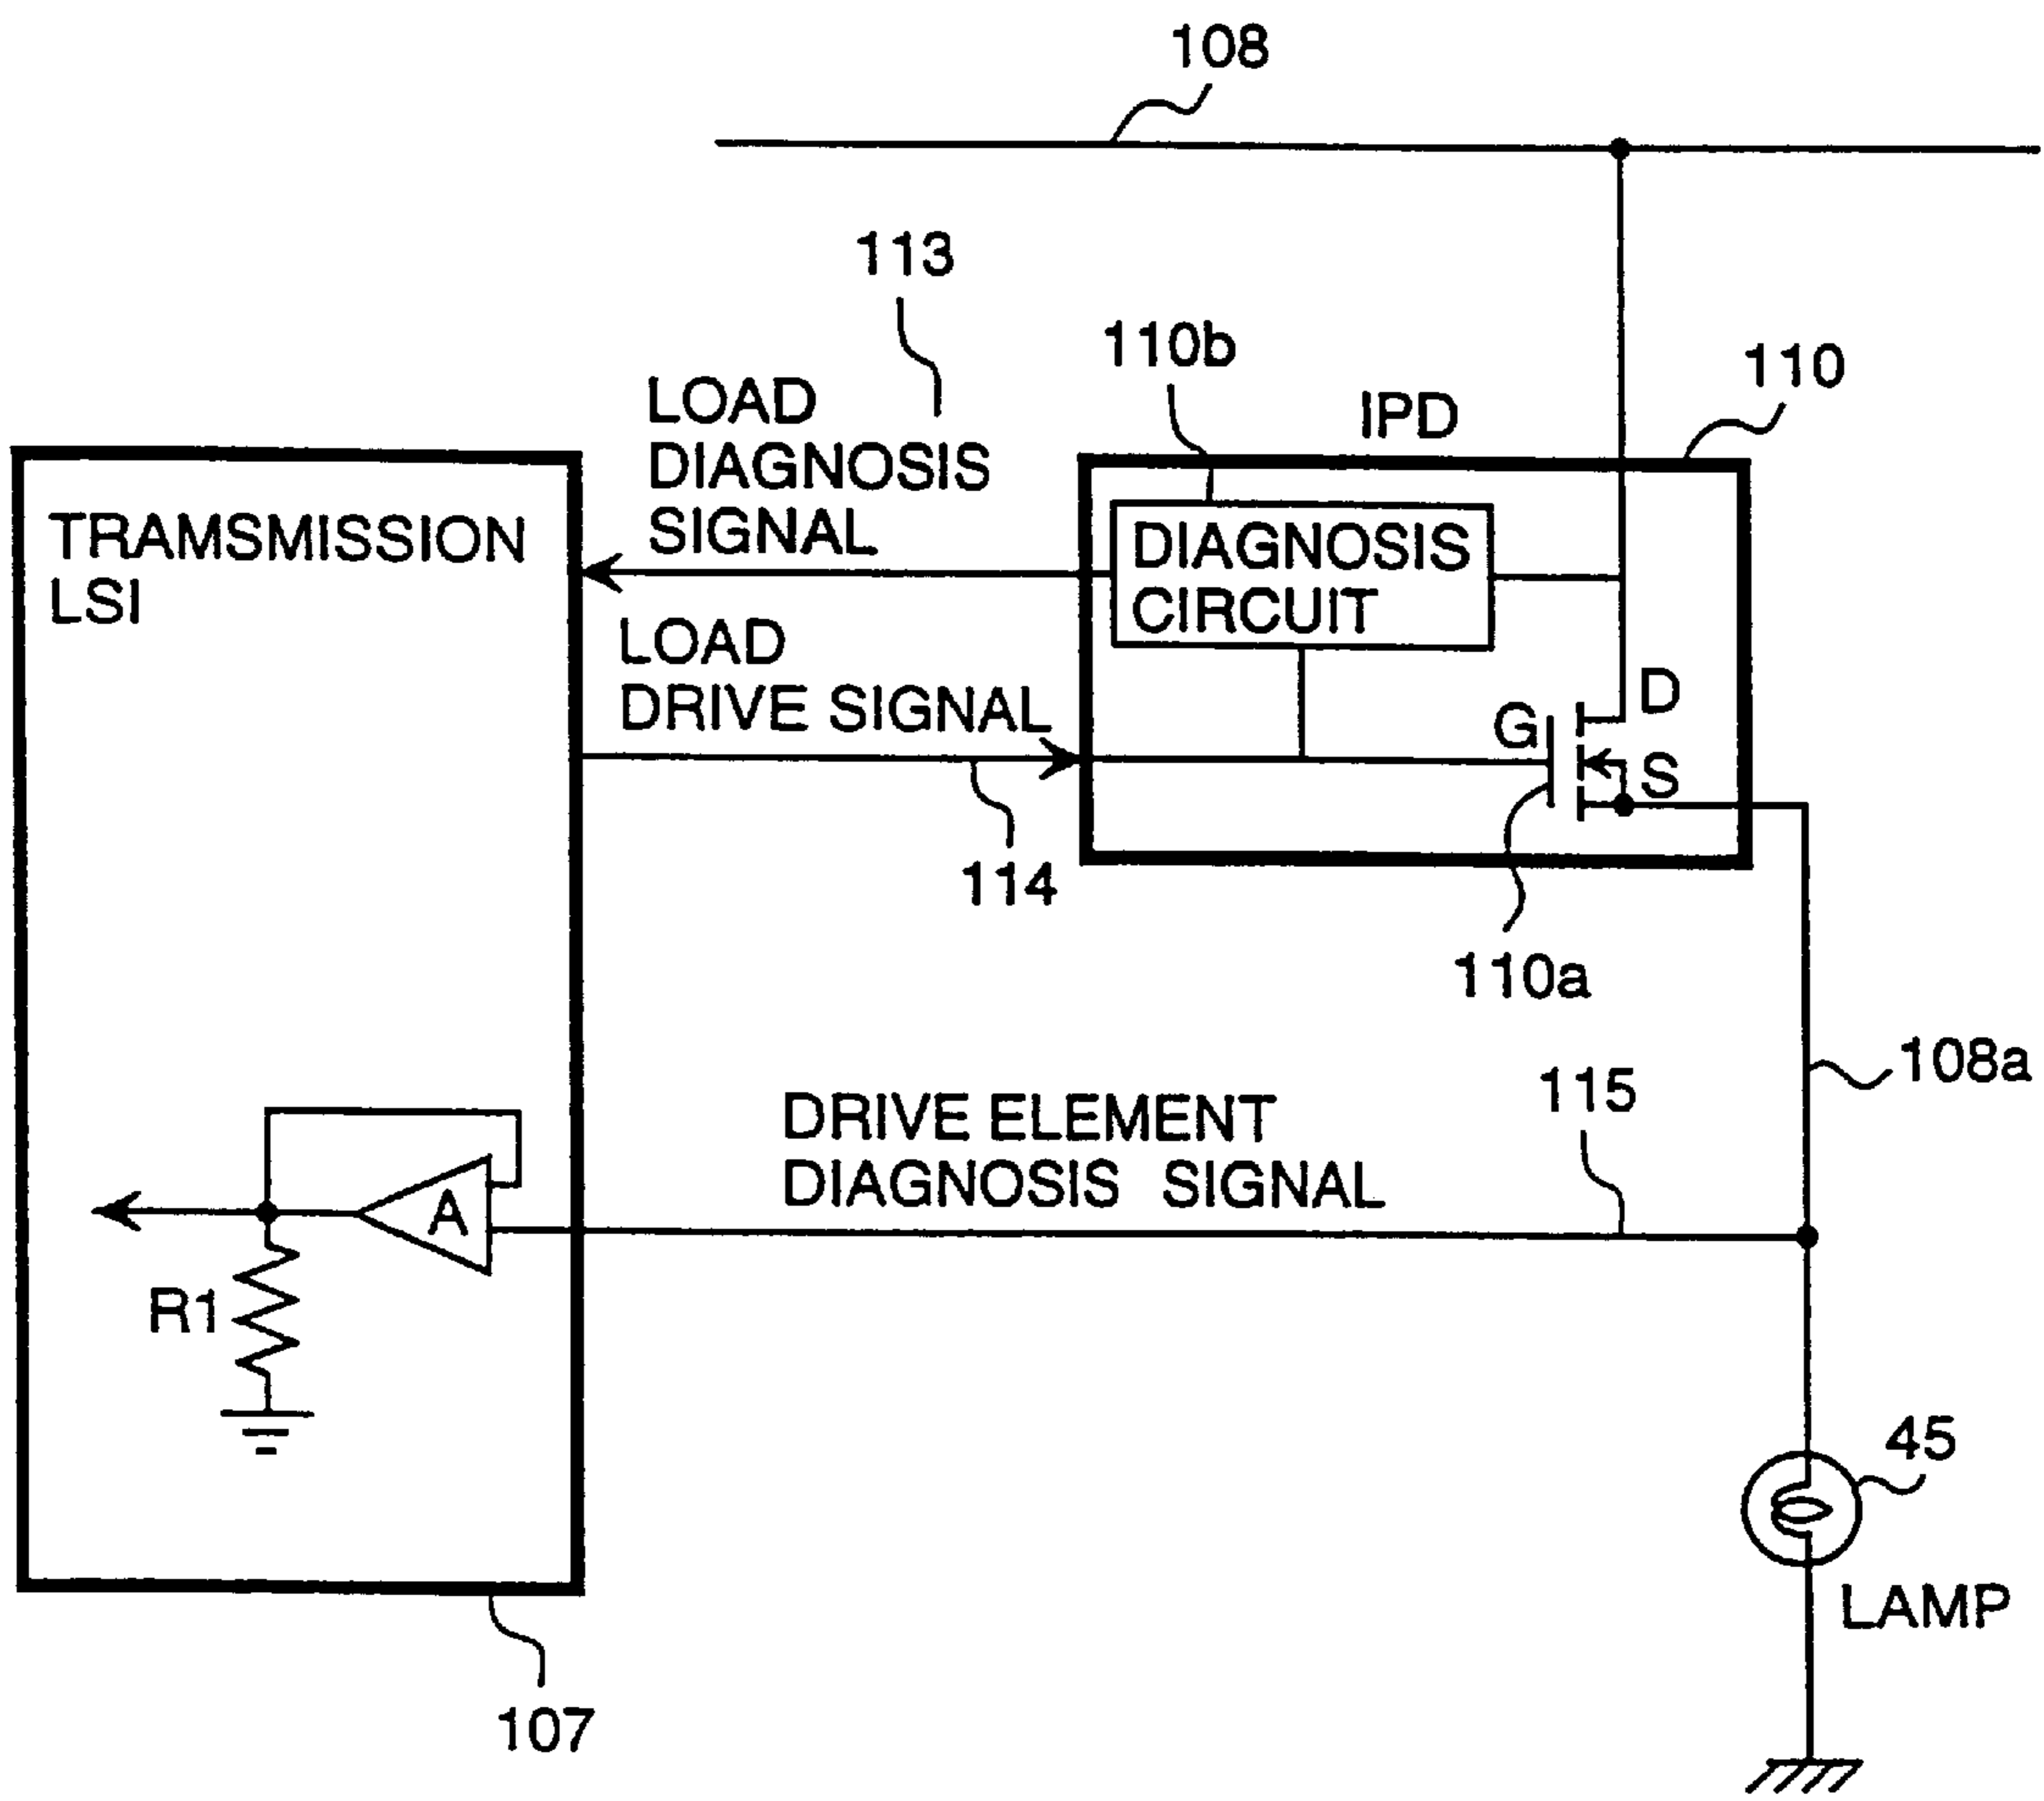 108
113
110b
110
IPD
LOAD
DIAGNOSIS
SIGNAL
TRAMSMISSION
LSI
DIAGNOSIS
CIRCUIT
LOAD
DRIVE SIGNAL
G
D
S
114
110a
108a
115
DRIVE ELEMENT
DIAGNOSIS SIGNAL
A
R1
45
LAMP
107